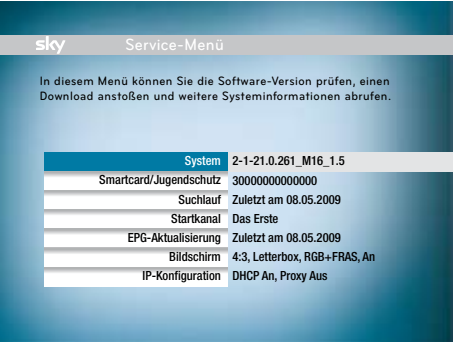 sky Service-Menü
In diesem Menü können Sie die Software-Version prüfen, einen
Download anstoßen und weitere Systeminformationen abrufen.
System 2-1-21.0.261_M16_1.5
Smartcard/Jugendschutz 30000000000000
Suchlauf Zuletzt am 08.05.2009
Startkanal Das Erste
EPG-Aktualisierung Zuletzt am 08.05.2009
Bildschirm 4:3, Letterbox, RGB+FRAS, An
IP-Konfiguration DHCP An, Proxy Aus